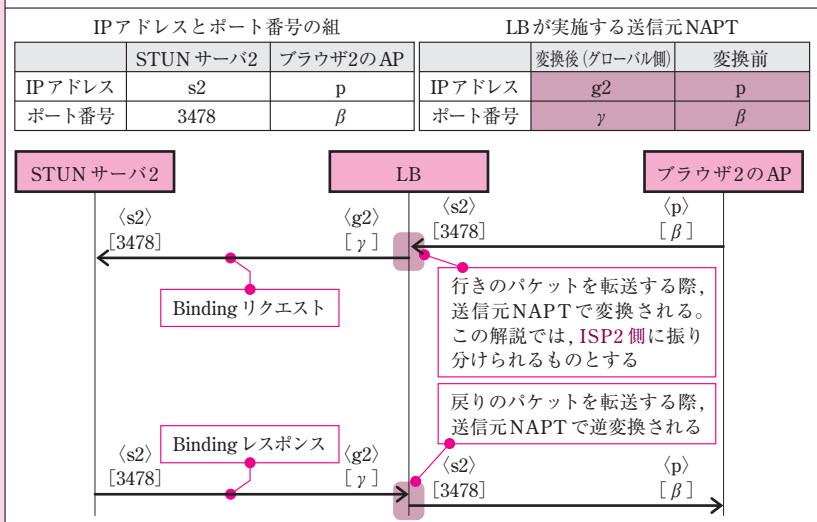 IPアドレスとポート番号の組
STUNサーバ2 ブラウザ2のAP
IPアドレス s2 p
ポート番号 3478 β
LBが実施する送信元NAPT
変換後(グローバル側) 変換前
IPアドレス g2 p
ポート番号 γ β
STUNサーバ2 LB ブラウザ2のAP
〈s2〉 〈g2〉 〈s2〉 〈p〉
[3478] [γ] [3478] [β]
Bindingリクエスト
行きのパケットを転送する際,
送信元NAPTで変換される。
この解説では, ISP2側に振り
分けられるものとする
戻りのパケットを転送する際,
送信元NAPTで逆変換される
Bindingレスポンス
〈s2〉 〈g2〉 〈s2〉 〈p〉
[3478] [γ] [3478] [β]